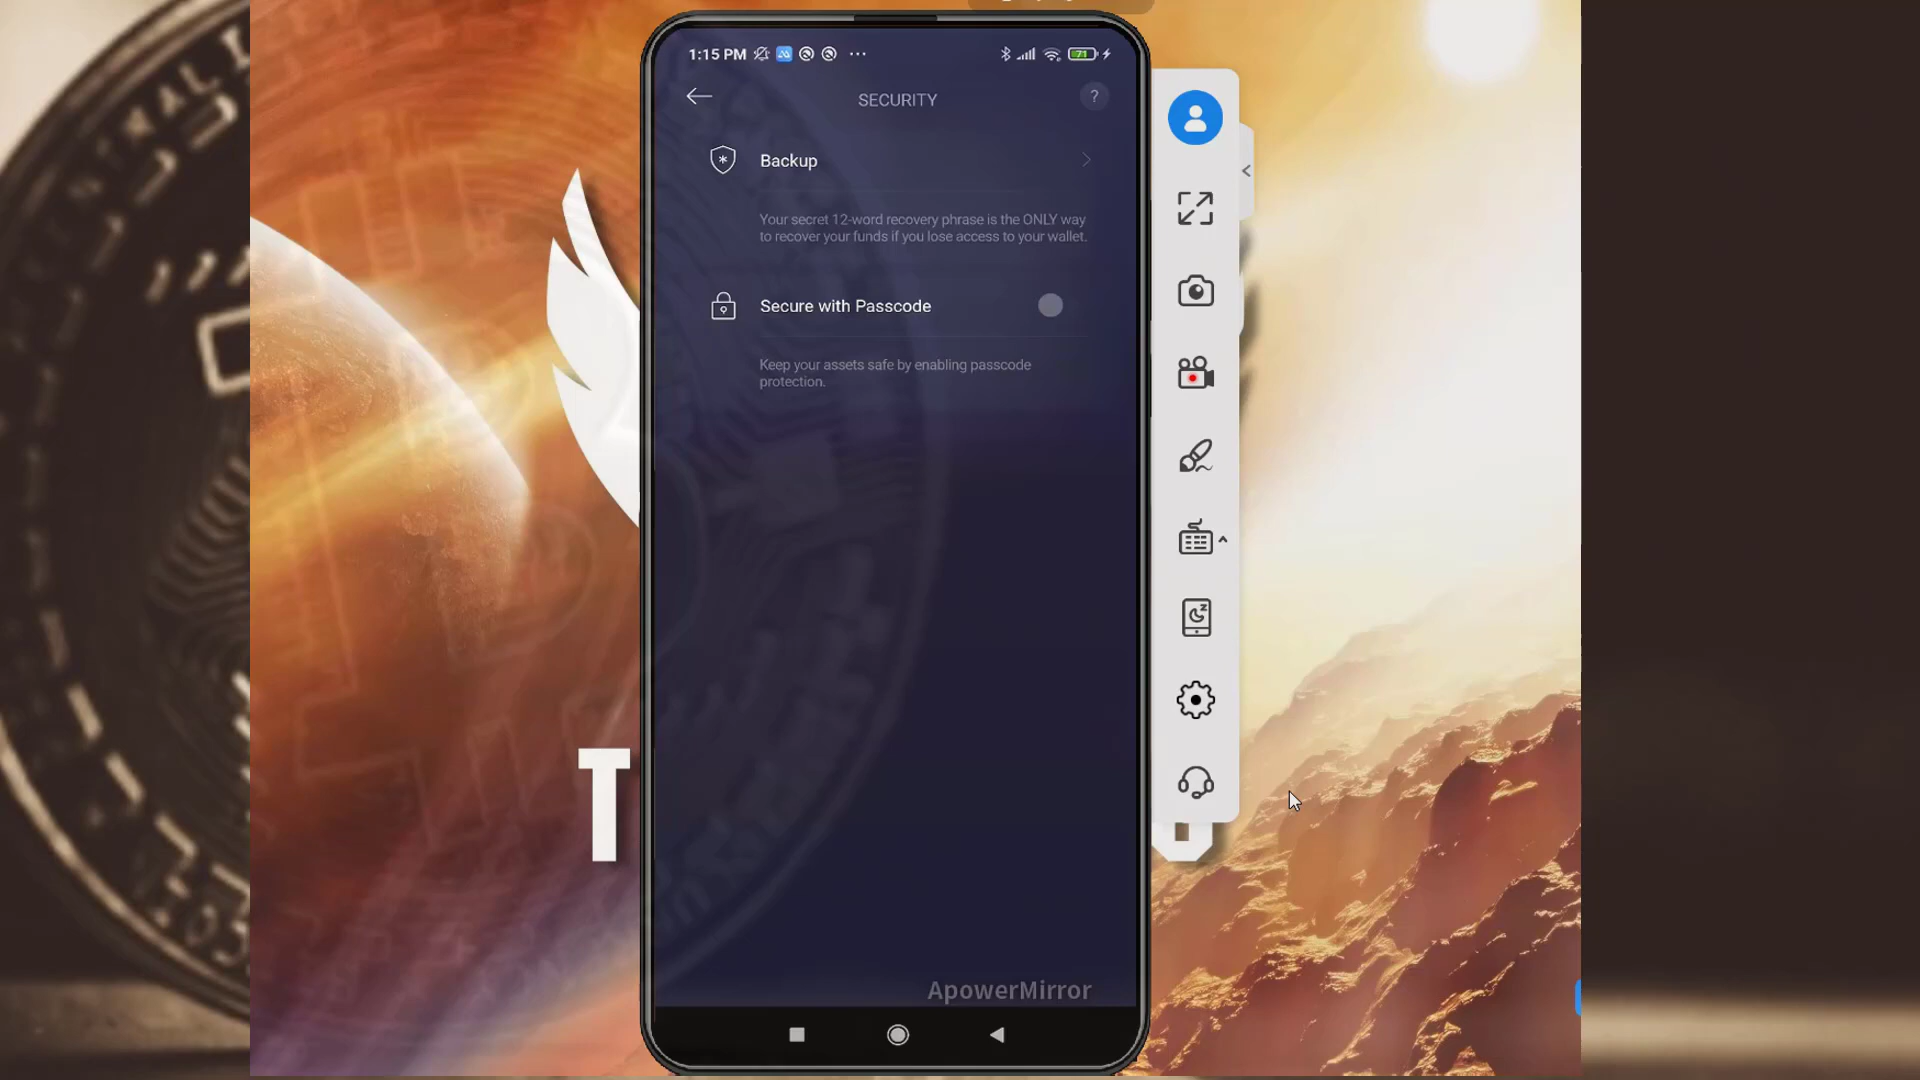 1:15 PM
71
SECURITY
?
Backup
Your secret 12-word recovery phrase is the ONLY way
to recover your funds if you lose access to your wallet.
Secure with Passcode
Keep your assets safe by enabling passcode
protection.
T
ApowerMirror